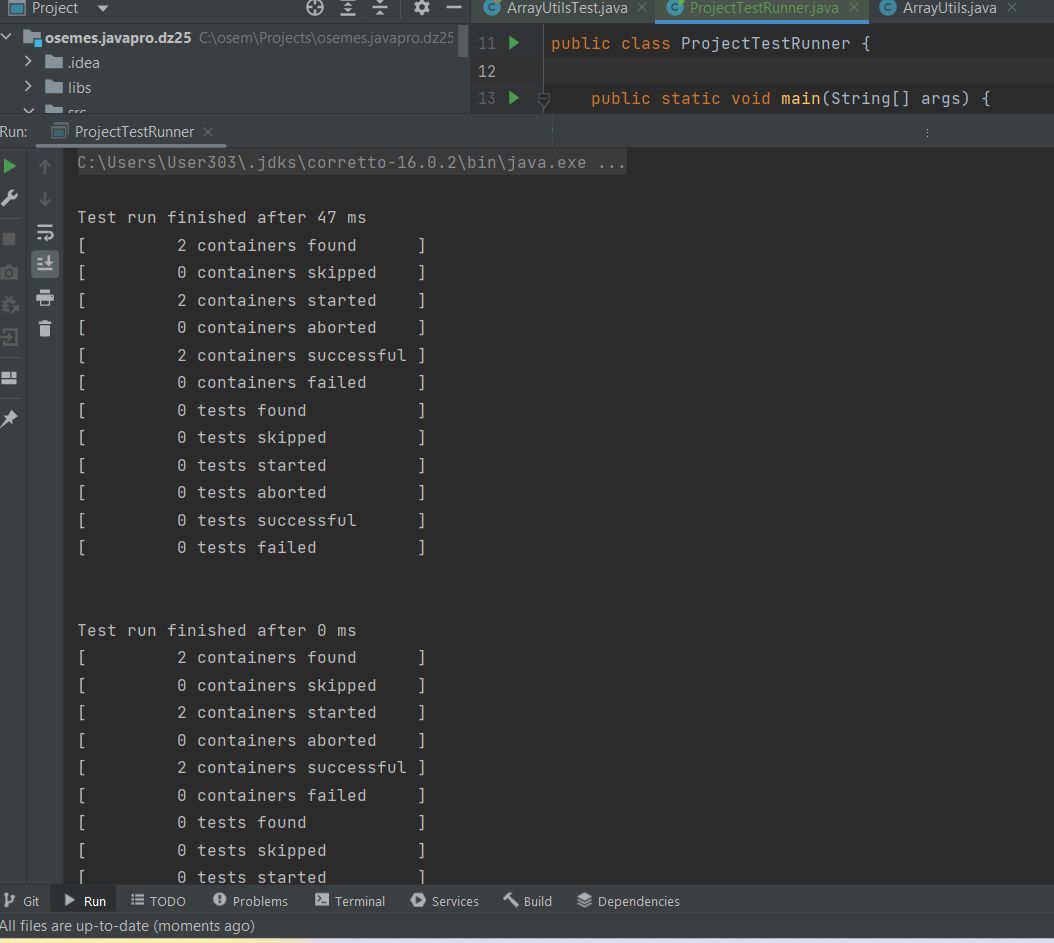 Project
ArrayUtilsTest.java
ProjectTestRunner.java
ArrayUtils.java
osemes.javapro.dz25 C:\osem\Projects\osemes.javapro.dz25
.idea
libs
src
11 public class ProjectTestRunner {
12
13 public static void main(String[] args) {
Run: ProjectTestRunner
C:\Users\User303\.jdks\corretto-16.0.2\bin\java.exe ...
Test run finished after 47 ms
[         2 containers found      ]
[         0 containers skipped    ]
[         2 containers started    ]
[         0 containers aborted    ]
[         2 containers successful ]
[         0 containers failed     ]
[         0 tests found           ]
[         0 tests skipped         ]
[         0 tests started         ]
[         0 tests aborted         ]
[         0 tests successful      ]
[         0 tests failed          ]
Test run finished after 0 ms
[         2 containers found      ]
[         0 containers skipped    ]
[         2 containers started    ]
[         0 containers aborted    ]
[         2 containers successful ]
[         0 containers failed     ]
[         0 tests found           ]
[         0 tests skipped         ]
[         0 tests started         ]
Git Run TODO Problems Terminal Services Build Dependencies
All files are up-to-date (moments ago)